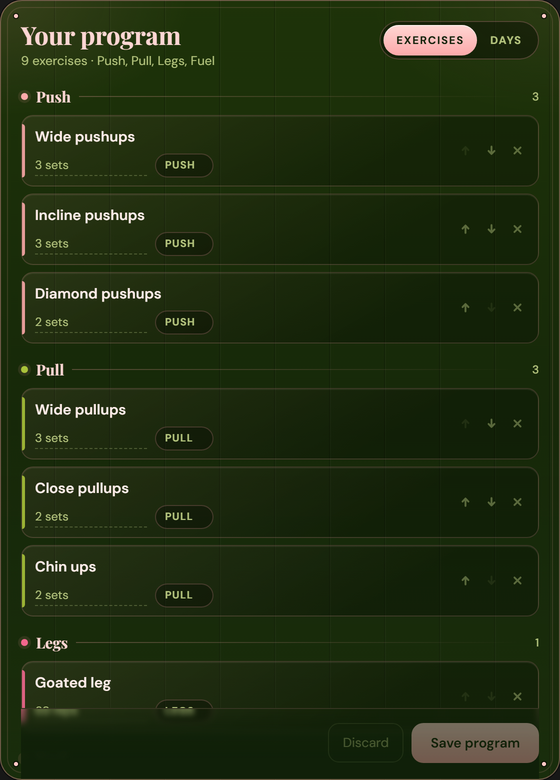 Your program
EXERCISES DAYS
9 exercises · Push, Pull, Legs, Fuel
Push 3
Wide pushups
3 sets PUSH
Incline pushups
3 sets PUSH
Diamond pushups
2 sets PUSH
Pull 3
Wide pullups
3 sets PULL
Close pullups
2 sets PULL
Chin ups
2 sets PULL
Legs 1
Goated leg
Discard Save program